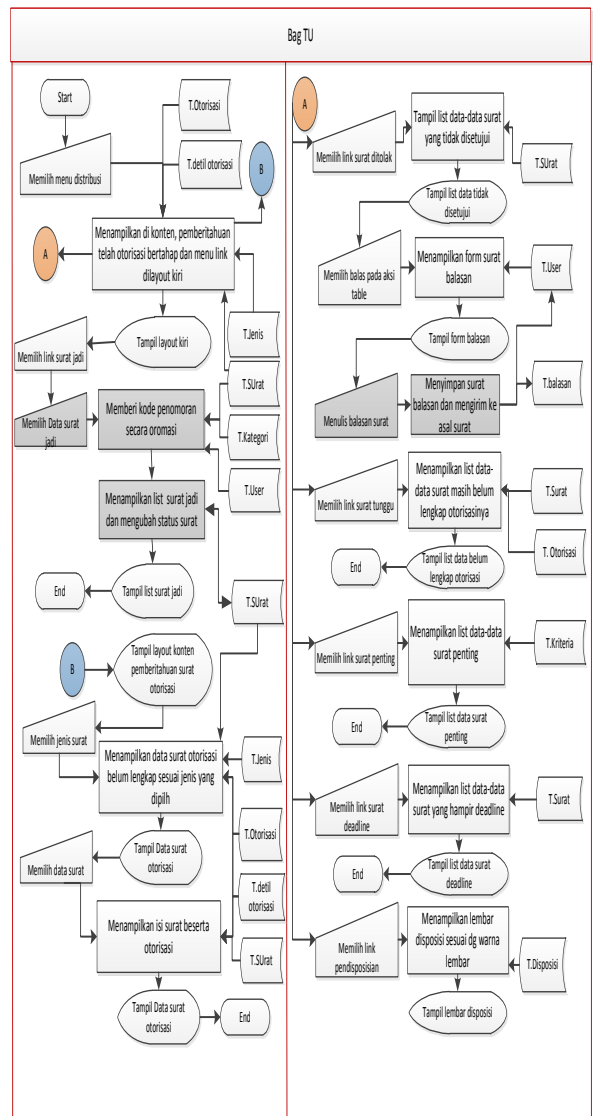 Bag TU
Start
T.Otorisasi
Memilih menu distribusi
T.detil otorisasi
B
A
Menampilkan di konten, pemberitahuan
telah otorisasi bertahap dan menu link
dilayout kiri
Tampil layout kiri
T.Jenis
Memilih link surat jadi
T.SUrat
Memilih Data surat
jadi
Memberi kode penomoran
secara oromasi
T.Kategori
T.User
Menampilkan list surat jadi
dan mengubah status surat
End
Tampil list surat jadi
T.SUrat
B
Tampil layout konten
pemberitahuan surat
otorisasi
Memilih jenis surat
Menampilkan data surat otorisasi
belum lengkap sesuai jenis yang
dipilh
T.Jenis
T.Otorisasi
Memilih data surat
Tampil Data surat
otorisasi
T.detil
otorisasi
Menampilkan isi surat beserta
otorisasi
T.SUrat
Tampil Data surat
otorisasi
End
A
Memilih link surat ditolak
Tampil list data-data surat
yang tidak disetujui
T.SUrat
Tampil list data tidak
disetujui
Memilih balas pada aksi
table
Menampilkan form surat
balasan
T.User
Tampil form balasan
T.balasan
Menulis balasan surat
Menyimpan surat
balasan dan mengirim ke
asal surat
Memilih link surat tunggu
Menampilkan list data-
data surat masih belum
lengkap otorisasinya
T.Surat
T. Otorisasi
End
Tampil list data belum
lengkap otorisasi
Memilih link surat penting
Menampilkan list data-data
surat penting
T.Kriteria
End
Tampil list data surat
penting
Memilih link surat
deadline
Menampilkan list data-data
surat yang hampir deadline
T.Surat
End
Tampil list data surat
deadline
Memilih link
pendisposisian
Menampilkan lembar
disposisi sesuai dg warna
lembar
T.Disposisi
Tampil lembar disposisi